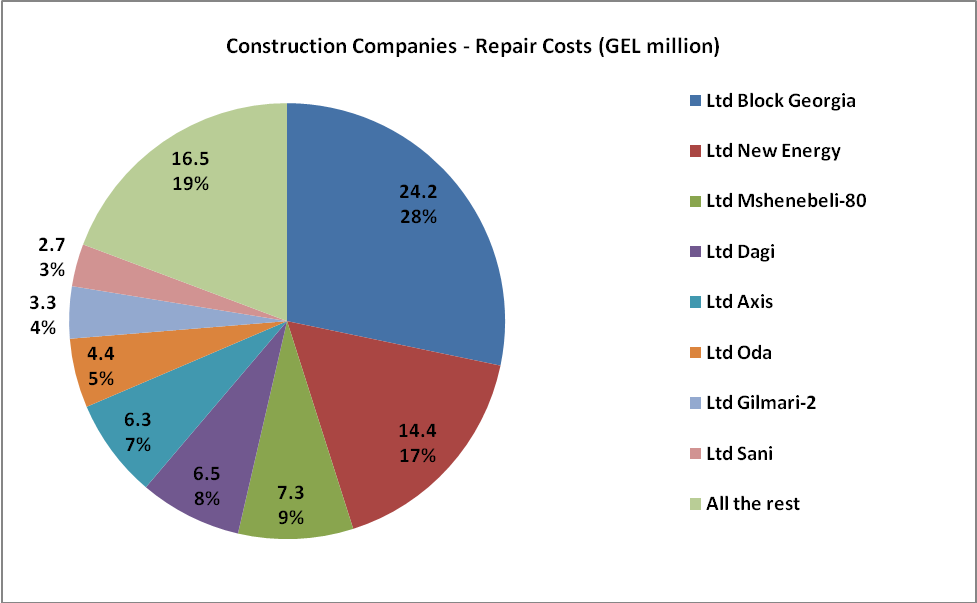 Construction Companies - Repair Costs (GEL million)
24.2
28%
14.4
17%
7.3
9%
6.5
8%
6.3
7%
4.4
5%
3.3
4%
2.7
3%
16.5
19%
Ltd Block Georgia
Ltd New Energy
Ltd Mshenebeli-80
Ltd Dagi
Ltd Axis
Ltd Oda
Ltd Gilmari-2
Ltd Sani
All the rest